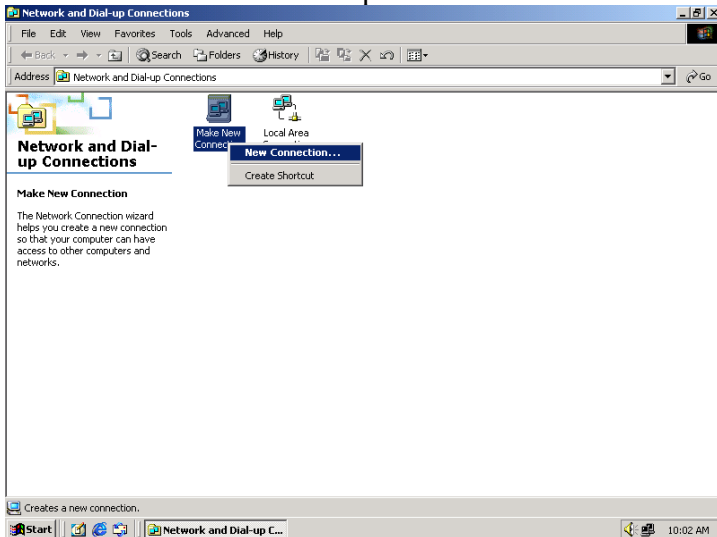 Network and Dial-up Connections
File Edit View Favorites Tools Advanced Help
Back Search Folders History
Address Network and Dial-up Connections Go
Network and Dial-
up Connections
Make New Connection
The Network Connection wizard
helps you create a new connection
so that your computer can have
access to other computers and
networks.
Make New
Local Area
New Connection...
Create Shortcut
Creates a new connection.
Start Network and Dial-up C... 10:02 AM